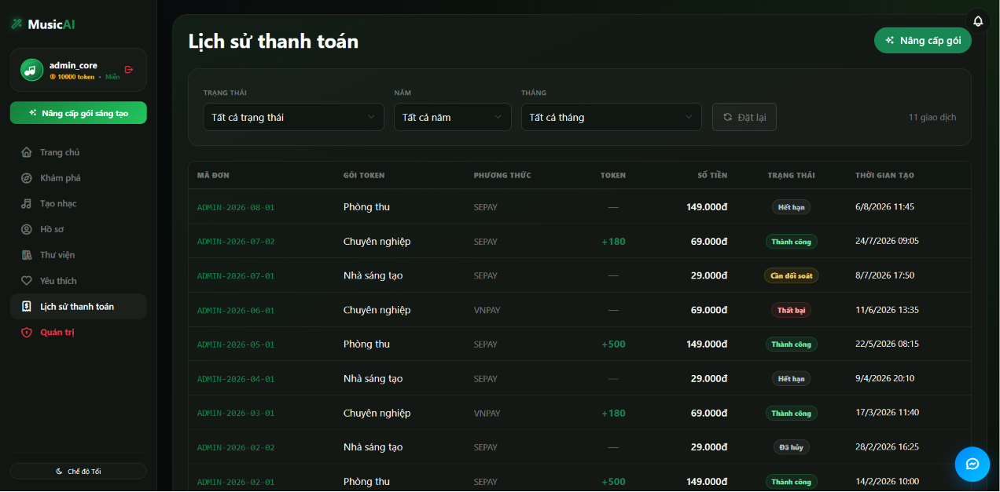 MusicAI
admin_core
10000 token • Miễn
Nâng cấp gói sáng tạo
Trang chủ
Khám phá
Tạo nhạc
Hồ sơ
Thư viện
Yêu thích
Lịch sử thanh toán
Quản trị
Chế độ Tối
Lịch sử thanh toán
Nâng cấp gói
TRẠNG THÁI NĂM THÁNG
Tất cả trạng thái Tất cả năm Tất cả tháng Đặt lại 11 giao dịch
MÃ ĐƠN GÓI TOKEN PHƯƠNG THỨC TOKEN SỐ TIỀN TRẠNG THÁI THỜI GIAN TẠO
ADMIN-2026-08-01 Phòng thu SEPAY — 149.000đ Hết hạn 6/8/2026 11:45
ADMIN-2026-07-02 Chuyên nghiệp SEPAY +180 69.000đ Thành công 24/7/2026 09:05
ADMIN-2026-07-01 Nhà sáng tạo SEPAY — 29.000đ Cần đối soát 8/7/2026 17:50
ADMIN-2026-06-01 Chuyên nghiệp VNPAY — 69.000đ Thất bại 11/6/2026 13:35
ADMIN-2026-05-01 Phòng thu SEPAY +500 149.000đ Thành công 22/5/2026 08:15
ADMIN-2026-04-01 Nhà sáng tạo SEPAY — 29.000đ Hết hạn 9/4/2026 20:10
ADMIN-2026-03-01 Chuyên nghiệp VNPAY +180 69.000đ Thành công 17/3/2026 11:40
ADMIN-2026-02-02 Nhà sáng tạo SEPAY — 29.000đ Đã hủy 28/2/2026 16:25
ADMIN-2026-02-01 Phòng thu SEPAY +500 149.000đ Thành công 14/2/2026 10:00